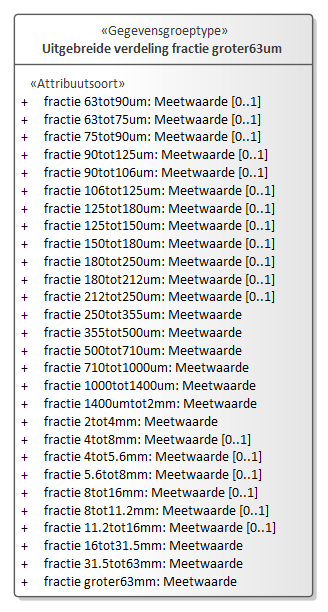 «Gegevensgroeptype»
Uitgebreide verdeling fractie groter63um
«Attribuutsoort»
+ fractie 63tot90um: Meetwaarde [0..1]
+ fractie 63tot75um: Meetwaarde [0..1]
+ fractie 75tot90um: Meetwaarde [0..1]
+ fractie 90tot125um: Meetwaarde [0..1]
+ fractie 90tot106um: Meetwaarde [0..1]
+ fractie 106tot125um: Meetwaarde [0..1]
+ fractie 125tot180um: Meetwaarde [0..1]
+ fractie 125tot150um: Meetwaarde [0..1]
+ fractie 150tot180um: Meetwaarde [0..1]
+ fractie 180tot250um: Meetwaarde [0..1]
+ fractie 180tot212um: Meetwaarde [0..1]
+ fractie 212tot250um: Meetwaarde [0..1]
+ fractie 250tot355um: Meetwaarde
+ fractie 355tot500um: Meetwaarde
+ fractie 500tot710um: Meetwaarde
+ fractie 710tot1000um: Meetwaarde
+ fractie 1000tot1400um: Meetwaarde
+ fractie 1400umtot2mm: Meetwaarde
+ fractie 2tot4mm: Meetwaarde
+ fractie 4tot8mm: Meetwaarde [0..1]
+ fractie 4tot5.6mm: Meetwaarde [0..1]
+ fractie 5.6tot8mm: Meetwaarde [0..1]
+ fractie 8tot16mm: Meetwaarde [0..1]
+ fractie 8tot11.2mm: Meetwaarde [0..1]
+ fractie 11.2tot16mm: Meetwaarde [0..1]
+ fractie 16tot31.5mm: Meetwaarde
+ fractie 31.5tot63mm: Meetwaarde
+ fractie groter63mm: Meetwaarde